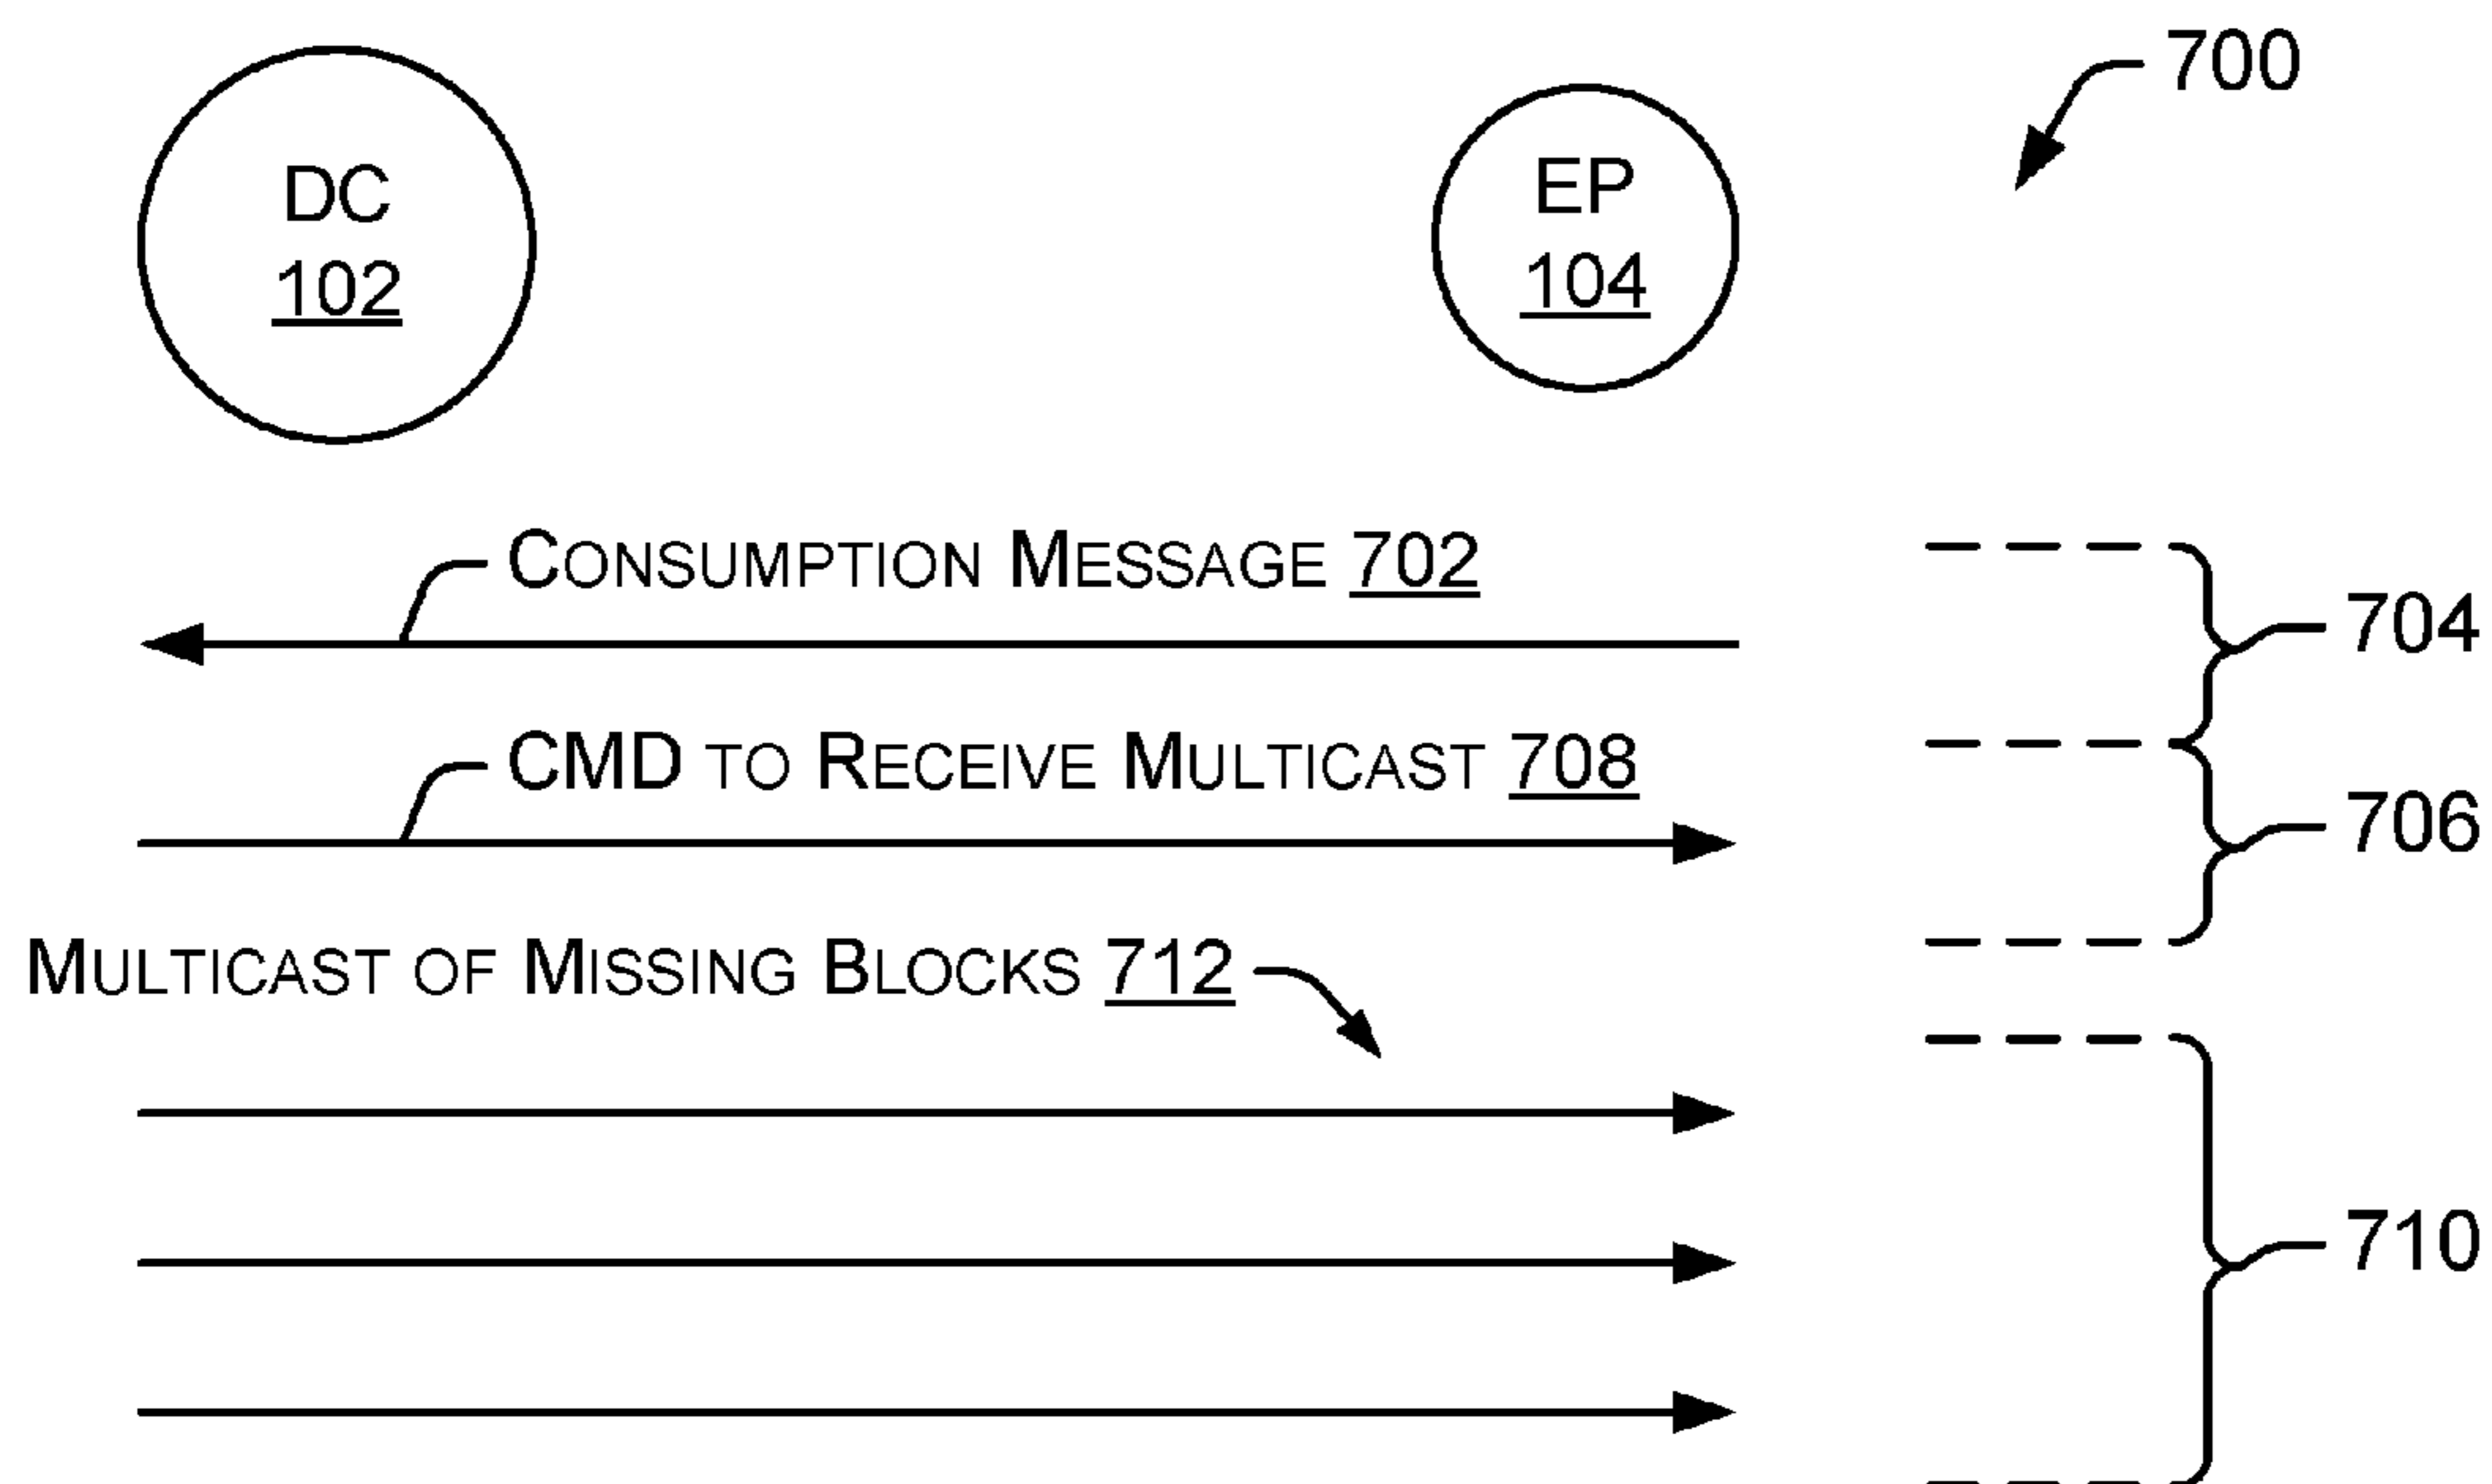 700
DC
102
EP
104
CONSUMPTION MESSAGE 702
704
CMD TO RECEIVE MULTICAST 708
706
MULTICAST OF MISSING BLOCKS 712
710